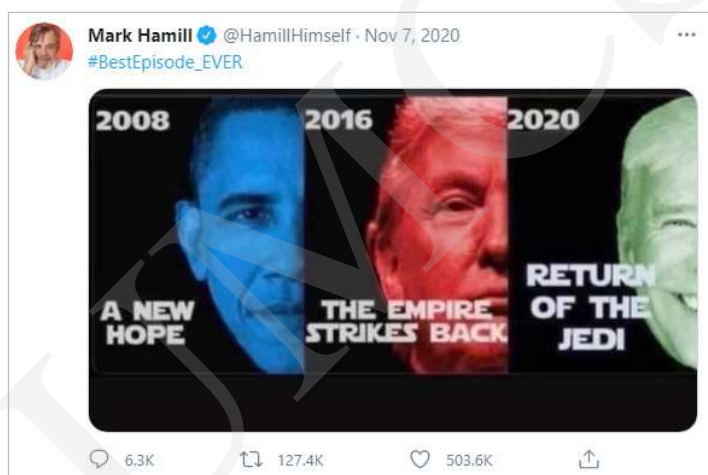 Mark Hamill @HamillHimself · Nov 7, 2020
#BestEpisode_EVER
2008
2016
2020
A NEW
HOPE
THE EMPIRE
STRIKES BACK
RETURN
OF THE
JEDI
6.3K 127.4K 503.6K